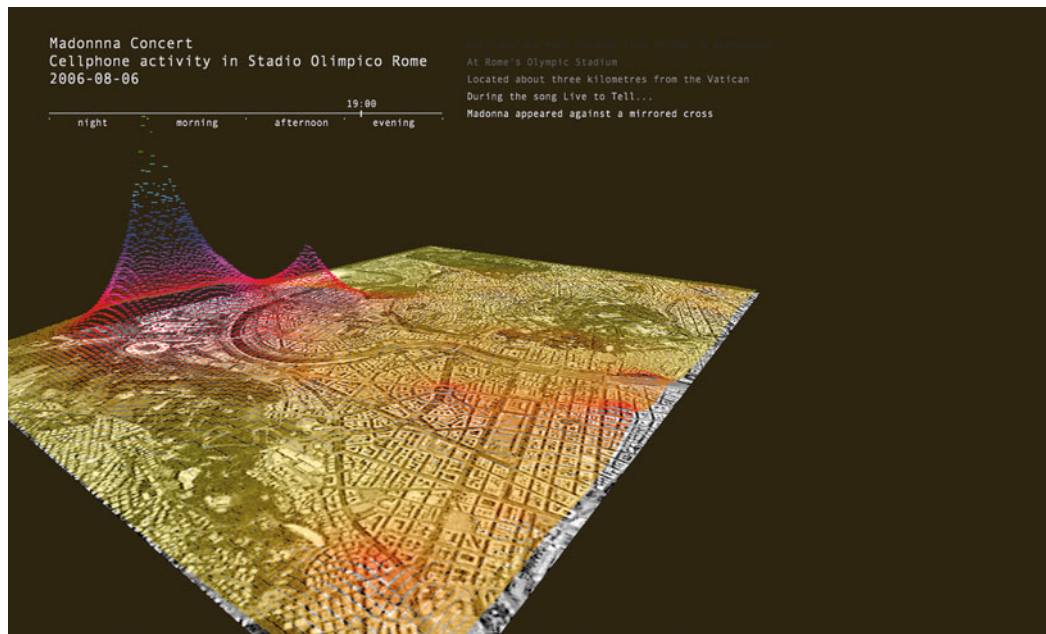 Madonnna Concert
Cellphone activity in Stadio Olimpico Rome
2006-08-06
19:00
night morning afternoon evening
At Rome's Olympic Stadium
Located about three kilometres from the Vatican
During the song Live to Tell...
Madonna appeared against a mirrored cross